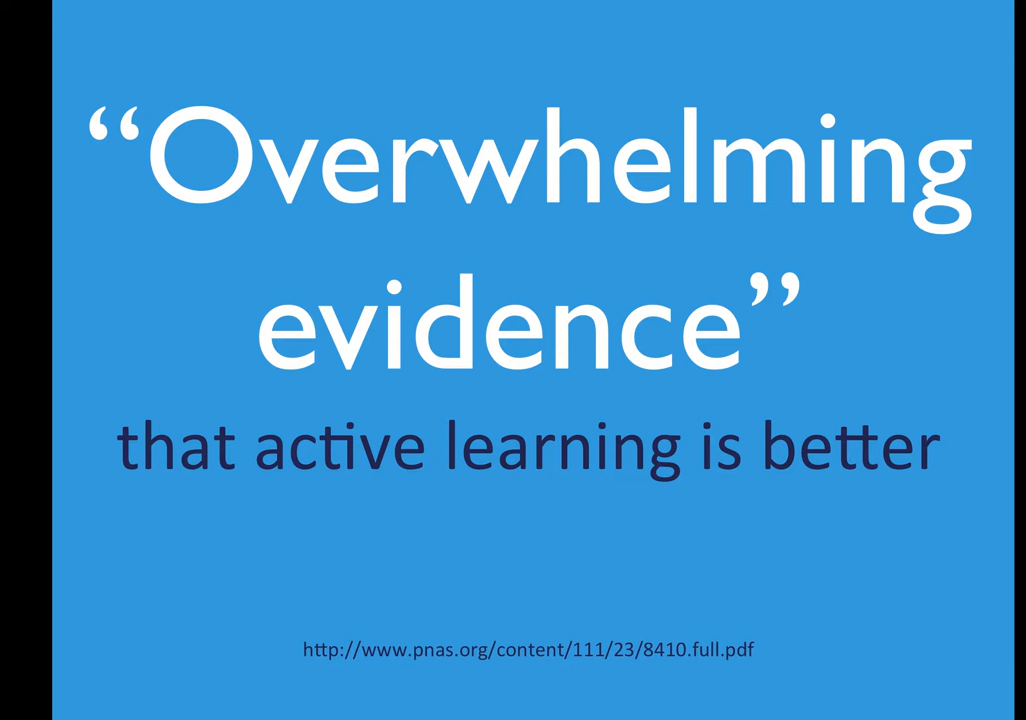 “Overwhelming
evidence”
that active learning is better
http://www.pnas.org/content/111/23/8410.full.pdf